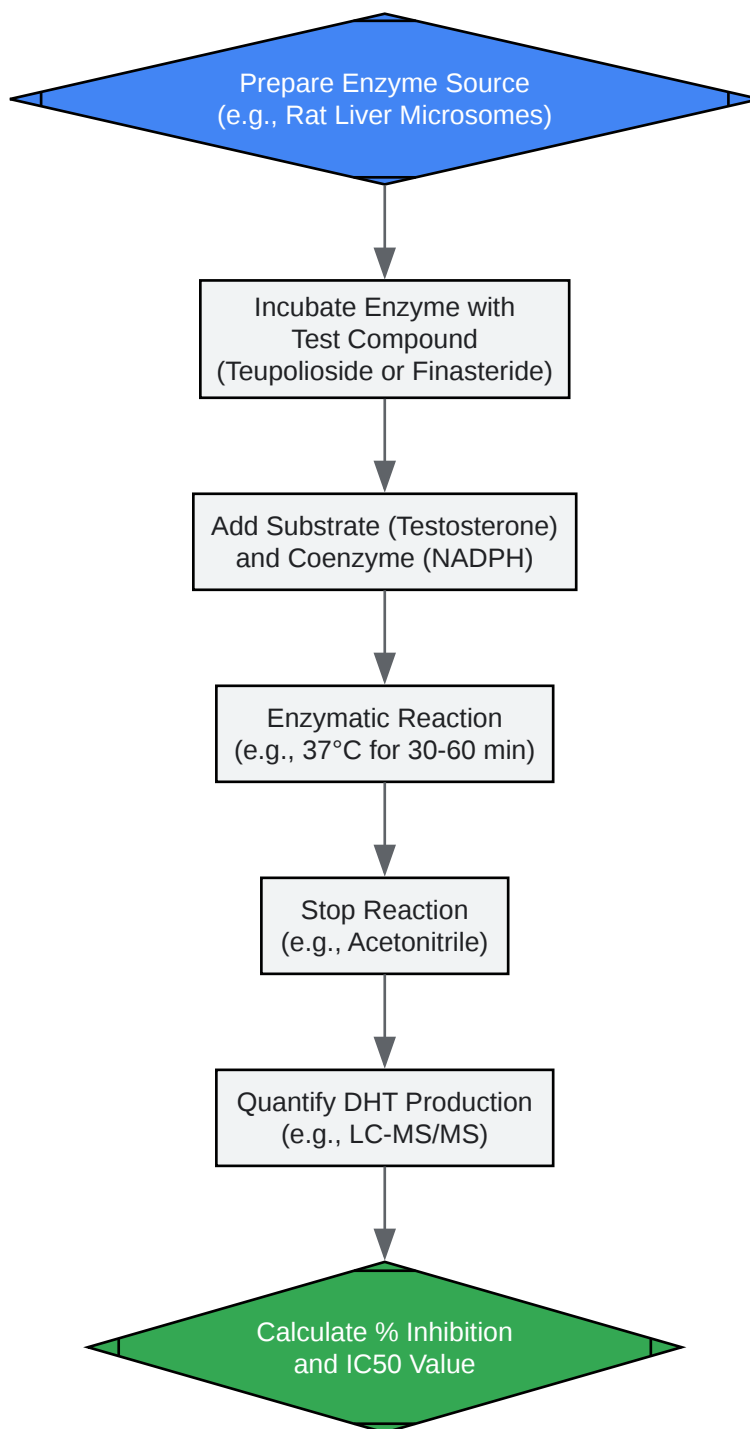 Prepare Enzyme Source
(e.g., Rat Liver Microsomes)
Incubate Enzyme with
Test Compound
(Teupolioside or Finasteride)
Add Substrate (Testosterone)
and Coenzyme (NADPH)
Enzymatic Reaction
(e.g., 37°C for 30-60 min)
Stop Reaction
(e.g., Acetonitrile)
Quantify DHT Production
(e.g., LC-MS/MS)
Calculate % Inhibition
and IC50 Value